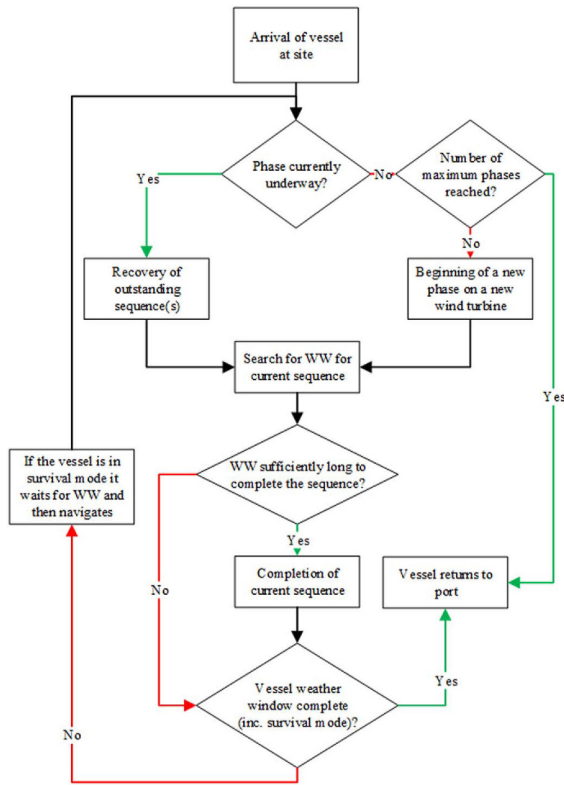 Arrival of vessel
at site
Phase currently
underway?
Yes
No
Number of
maximum phases
reached?
No
Recovery of
outstanding
sequence(s)
Beginning of a new
phase on a new
wind turbine
Search for WW for
current sequence
Yes
If the vessel is in
survival mode it
waits for WW and
then navigates
WW sufficiently long to
complete the sequence?
Yes
No
Completion of
current sequence
Vessel returns to
port
Vessel weather
window complete
(inc. survival mode)?
Yes
No